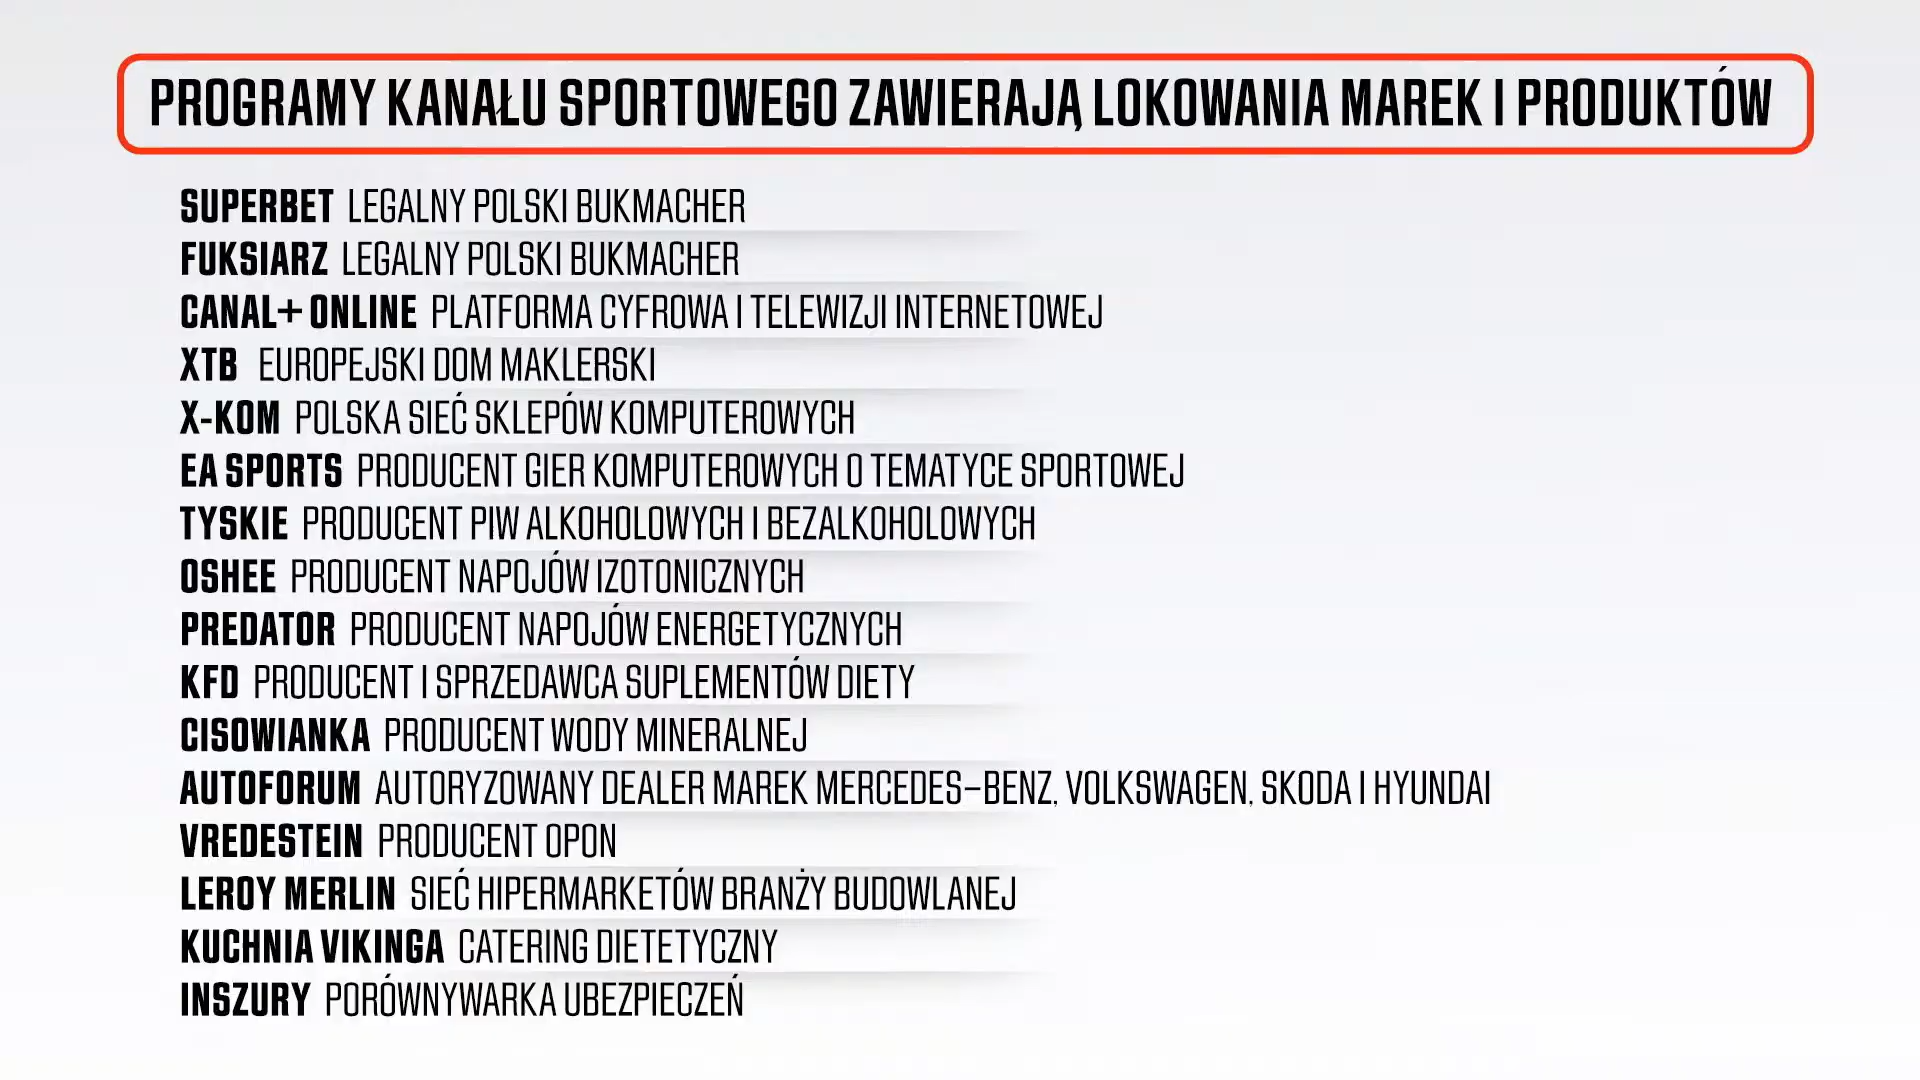 PROGRAMY KANAŁU SPORTOWEGO ZAWIERAJĄ LOKOWANIA MAREK I PRODUKTÓW
SUPERBET LEGALNY POLSKI BUKMACHER
FUKSIARZ LEGALNY POLSKI BUKMACHER
CANAL+ ONLINE PLATFORMA CYFROWA I TELEWIZJI INTERNETOWEJ
XTB EUROPEJSKI DOM MAKLERSKI
X-KOM POLSKA SIEĆ SKLEPÓW KOMPUTEROWYCH
EA SPORTS PRODUCENT GIER KOMPUTEROWYCH O TEMATYCE SPORTOWEJ
TYSKIE PRODUCENT PIW ALKOHOLOWYCH I BEZALKOHOLOWYCH
OSHEE PRODUCENT NAPOJÓW IZOTONICZNYCH
PREDATOR PRODUCENT NAPOJÓW ENERGETYCZNYCH
KFD PRODUCENT I SPRZEDAWCA SUPLEMENTÓW DIETY
CISOWIANKA PRODUCENT WODY MINERALNEJ
AUTOFORUM AUTORYZOWANY DEALER MAREK MERCEDES–BENZ, VOLKSWAGEN, SKODA I HYUNDAI
VREDESTEIN PRODUCENT OPON
LEROY MERLIN SIEĆ HIPERMARKETÓW BRANŻY BUDOWLANEJ
KUCHNIA VIKINGA CATERING DIETETYCZNY
INSZURY PORÓWNYWARKA UBEZPIECZEŃ